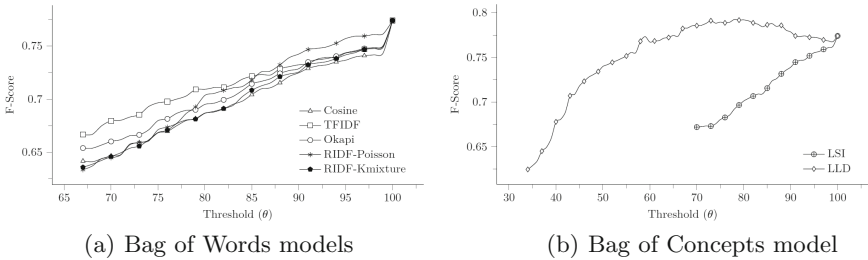 0.75
0.7
0.65
F-Score
65 70 75 80 85 90 95 100
Threshold (θ)
Cosine
TFIDF
Okapi
RIDF-Poisson
RIDF-Kmixture
(a) Bag of Words models
0.8
0.75
0.7
0.65
F-Score
30 40 50 60 70 80 90 100
Threshold (θ)
LSI
LLD
(b) Bag of Concepts model